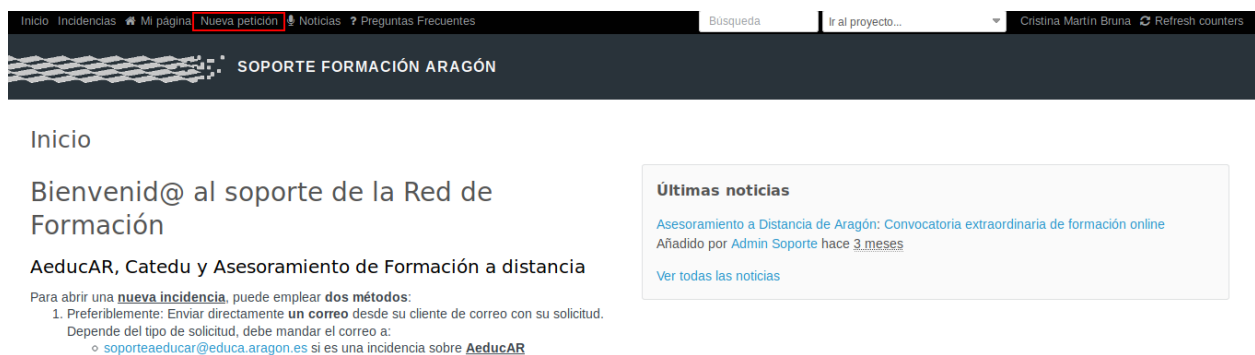 Inicio Incidencias Mi página Nueva petición Noticias ? Preguntas Frecuentes Búsqueda Ir al proyecto... Cristina Martín Bruna Refresh counters
SOPORTE FORMACIÓN ARAGÓN
Inicio
Bienvenid@ al soporte de la Red de
Formación
AeducAR, Catedu y Asesoramiento de Formación a distancia
Para abrir una nueva incidencia, puede emplear dos métodos:
1. Preferiblemente: Enviar directamente un correo desde su cliente de correo con su solicitud.
Depende del tipo de solicitud, debe mandar el correo a:
soporteaeducar@educa.aragon.es si es una incidencia sobre AeducAR
Últimas noticias
Asesoramiento a Distancia de Aragón: Convocatoria extraordinaria de formación online
Añadido por Admin Soporte hace 3 meses
Ver todas las noticias